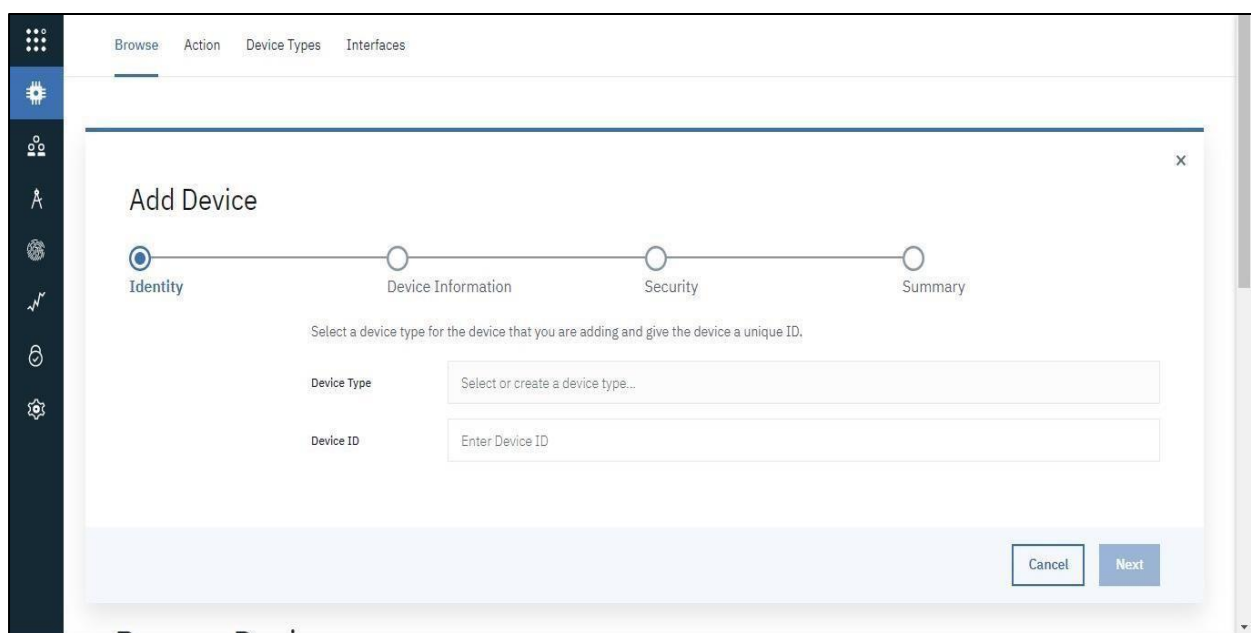 Browse Action Device Types Interfaces
Add Device
Identity Device Information Security Summary
Select a device type for the device that you are adding and give the device a unique ID.
Device Type Select or create a device type...
Device ID Enter Device ID
Cancel Next